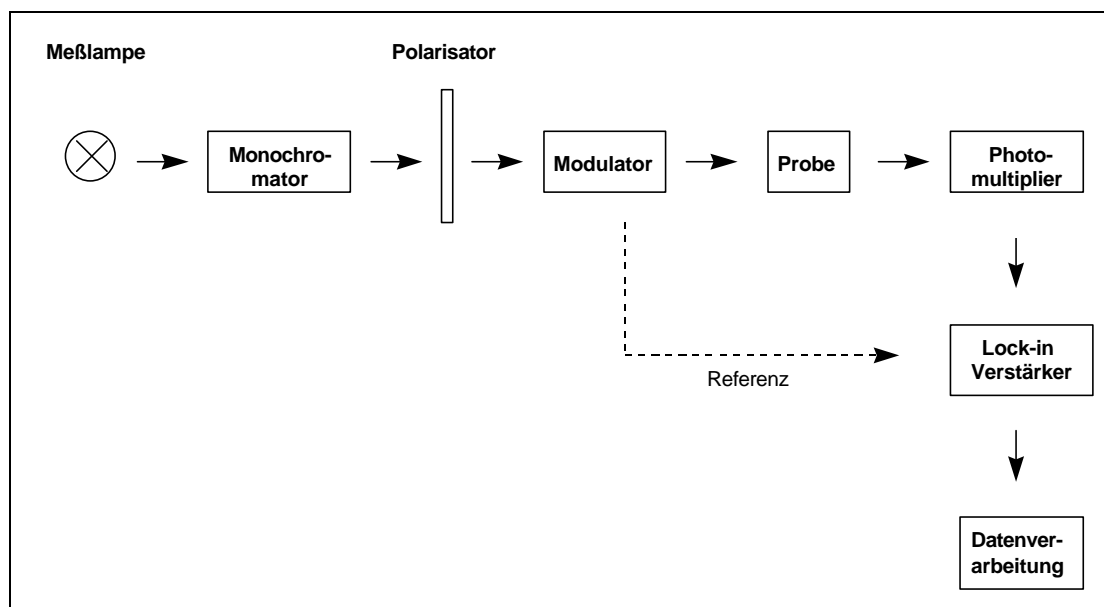 Meßlampe
Polarisator
Monochro-
mator
Modulator
Probe
Photo-
multiplier
Referenz
Lock-in
Verstärker
Datenver-
arbeitung